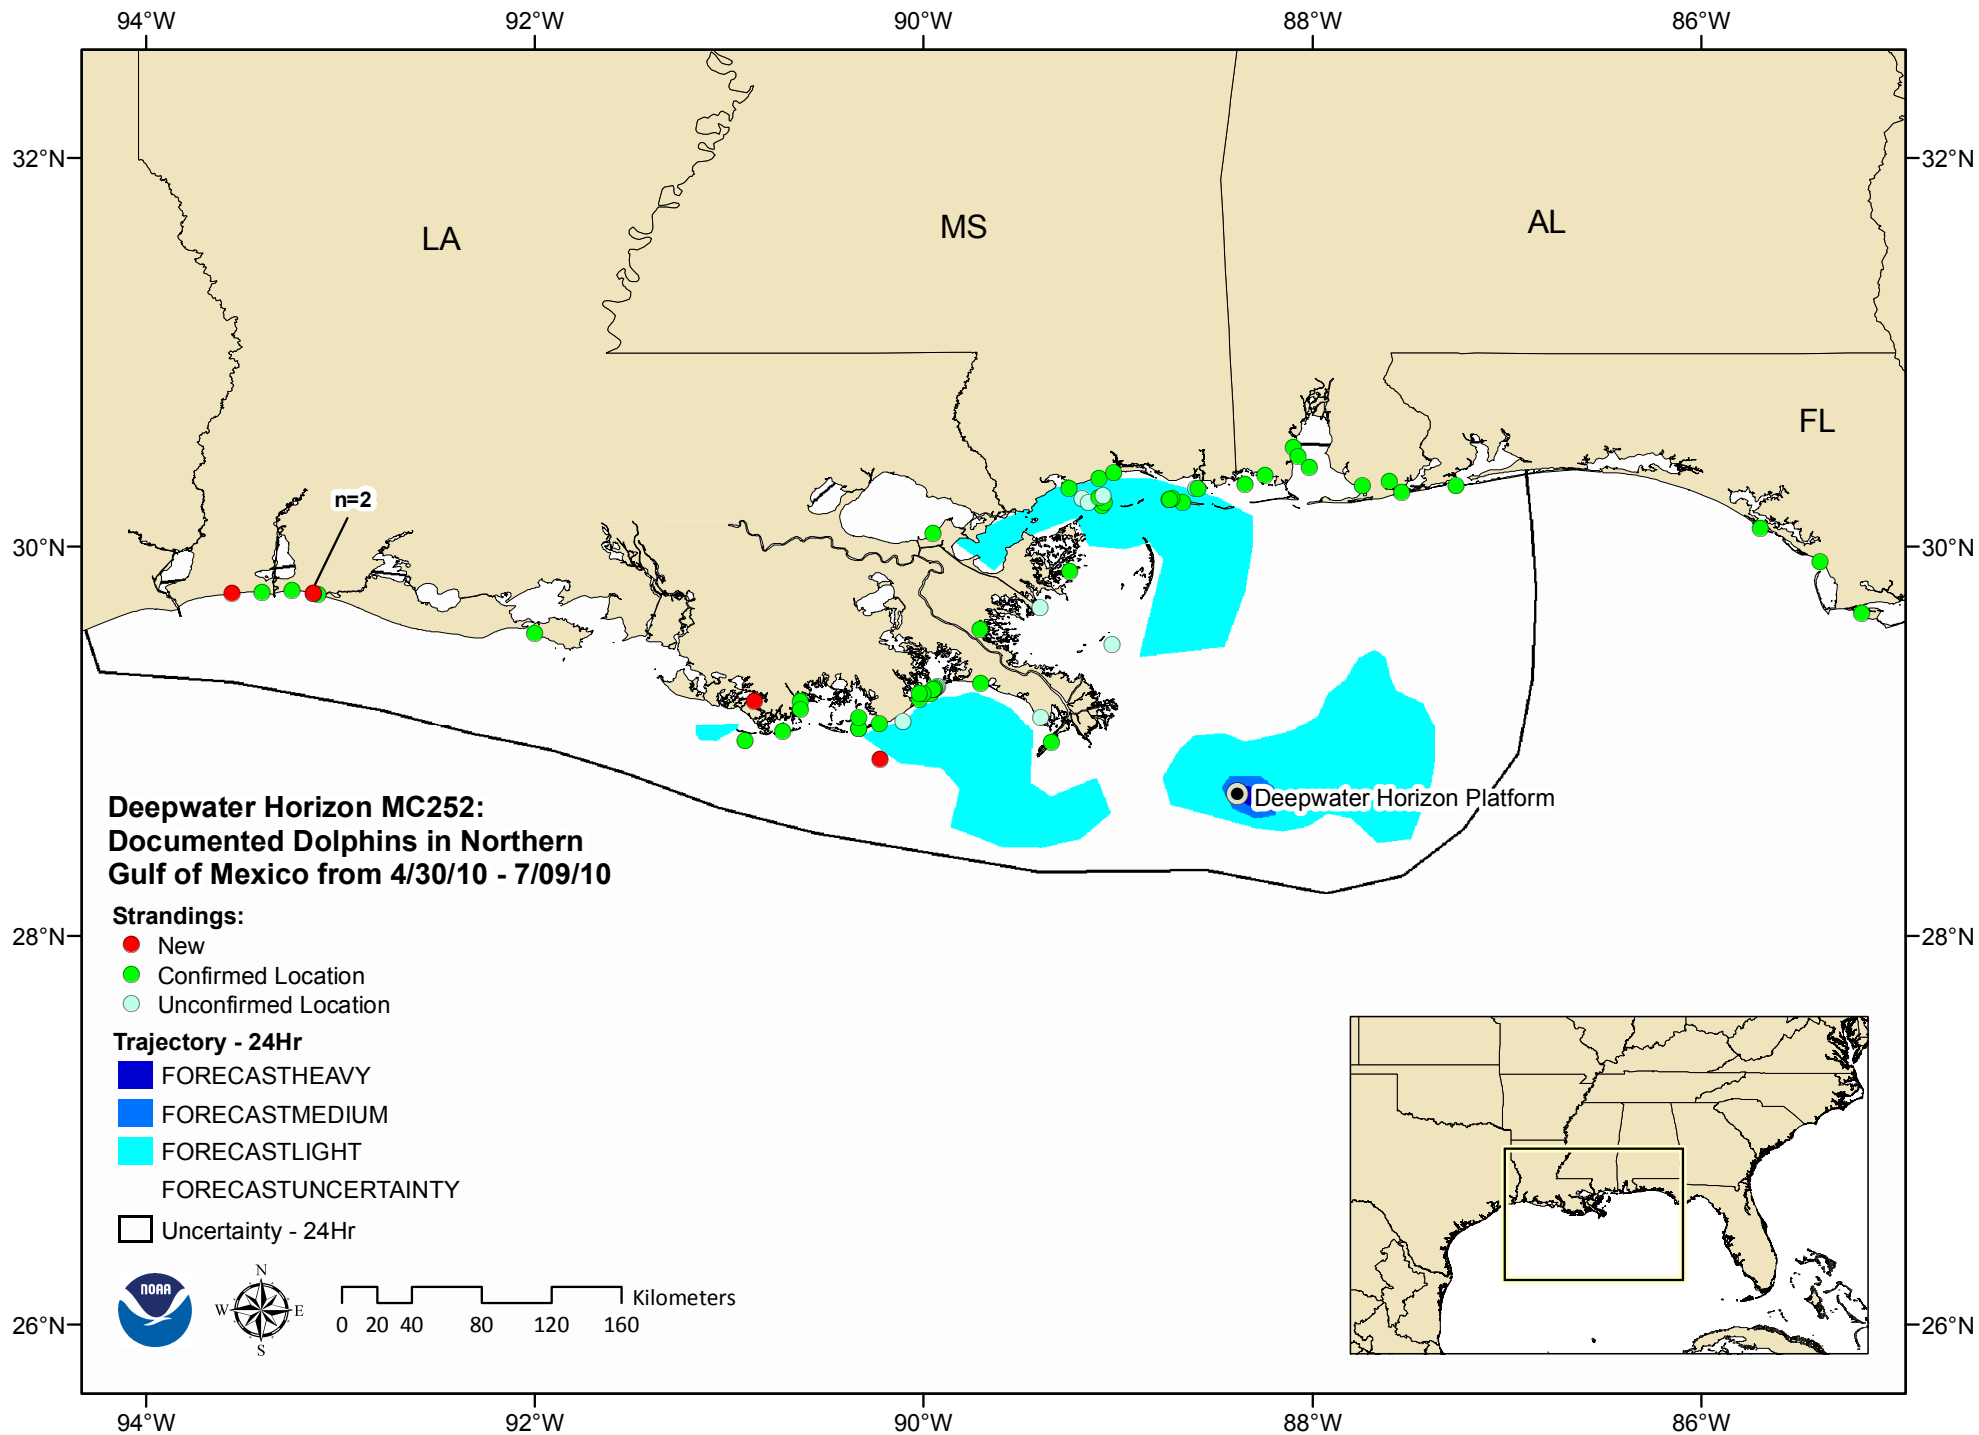 94°W 92°W 90°W 88°W 86°W
32°N 32°N
LA MS AL
FL
n=2
30°N 30°N
Deepwater Horizon Platform
Deepwater Horizon MC252:
Documented Dolphins in Northern
Gulf of Mexico from 4/30/10 - 7/09/10
Strandings:
New
28°N 28°N
Confirmed Location
Unconfirmed Location
Trajectory - 24Hr
FORECASTHEAVY
FORECASTMEDIUM
FORECASTLIGHT
FORECASTUNCERTAINTY
Uncertainty - 24Hr
NOAA
N
W E
S
Kilometers
0 20 40 80 120 160
26°N 26°N
94°W 92°W 90°W 88°W 86°W